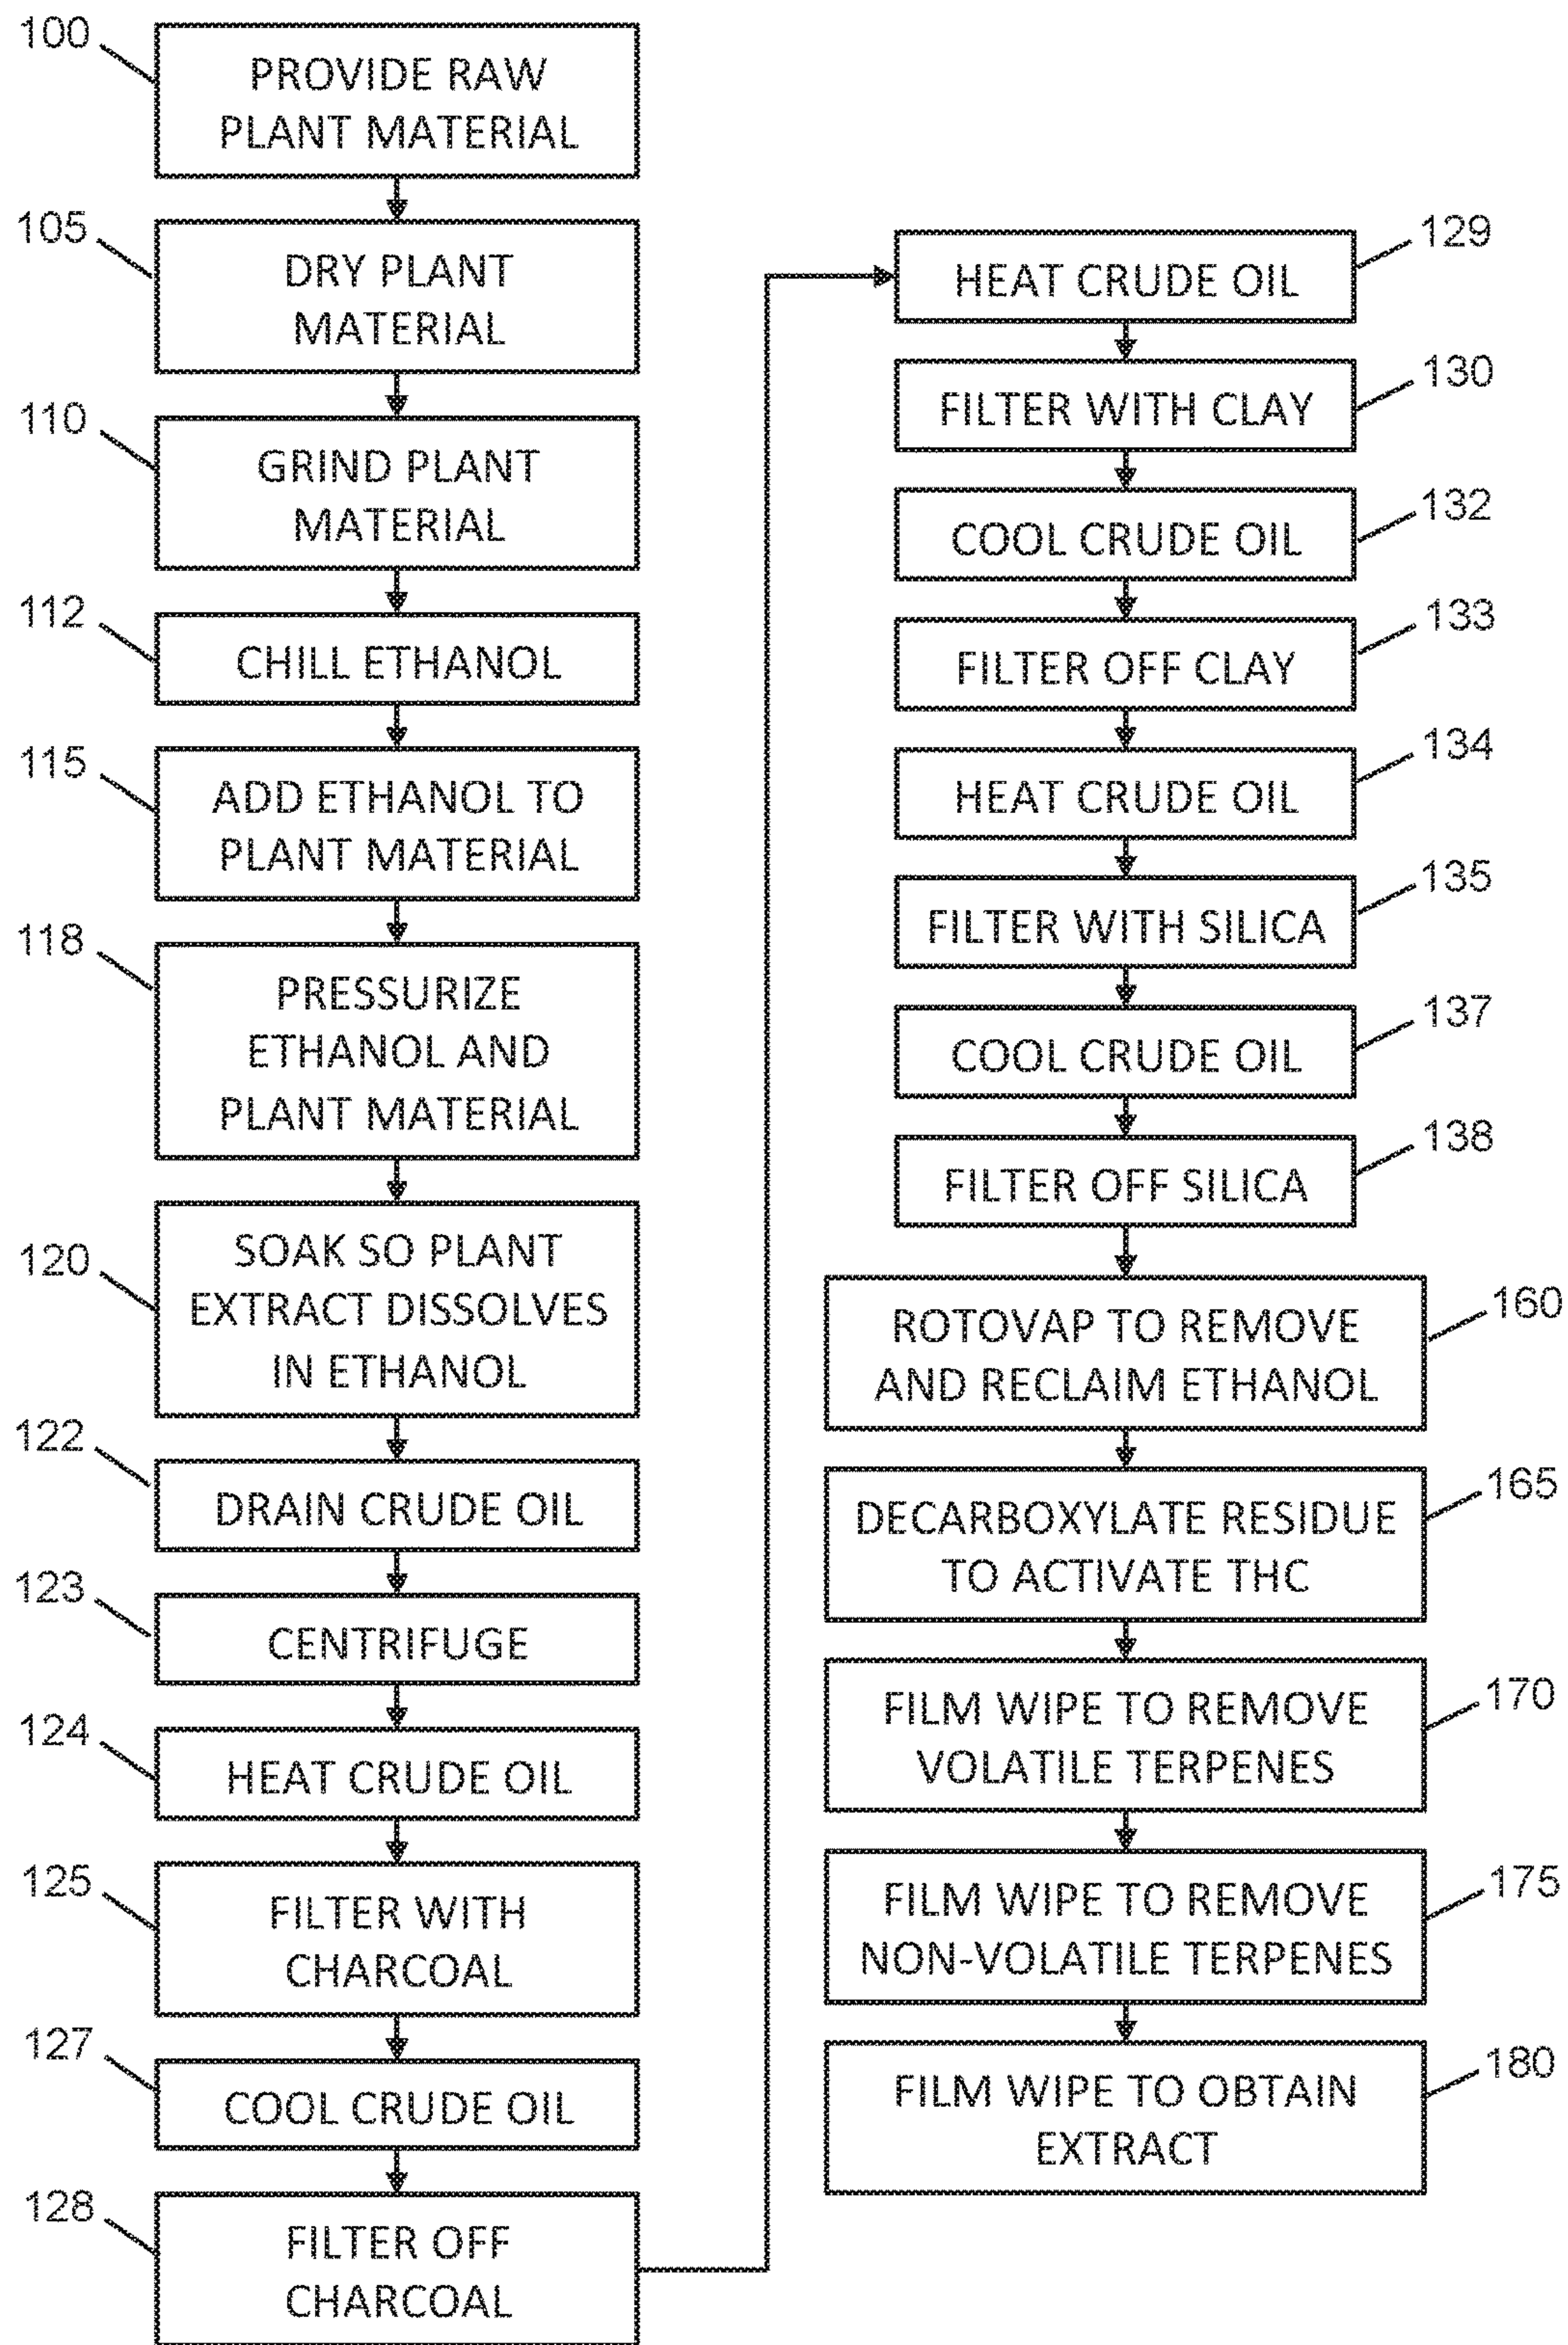 100
PROVIDE RAW
PLANT MATERIAL
105
DRY PLANT
MATERIAL
110
GRIND PLANT
MATERIAL
112
CHILL ETHANOL
115
ADD ETHANOL TO
PLANT MATERIAL
118
PRESSURIZE
ETHANOL AND
PLANT MATERIAL
120
SOAK SO PLANT
EXTRACT DISSOLVES
IN ETHANOL
122
DRAIN CRUDE OIL
123
CENTRIFUGE
124
HEAT CRUDE OIL
125
FILTER WITH
CHARCOAL
127
COOL CRUDE OIL
128
FILTER OFF
CHARCOAL
129
HEAT CRUDE OIL
130
FILTER WITH CLAY
132
COOL CRUDE OIL
133
FILTER OFF CLAY
134
HEAT CRUDE OIL
135
FILTER WITH SILICA
137
COOL CRUDE OIL
138
FILTER OFF SILICA
160
ROTOVAP TO REMOVE
AND RECLAIM ETHANOL
165
DECARBOXYLATE RESIDUE
TO ACTIVATE THC
170
FILM WIPE TO REMOVE
VOLATILE TERPENES
175
FILM WIPE TO REMOVE
NON-VOLATILE TERPENES
180
FILM WIPE TO OBTAIN
EXTRACT